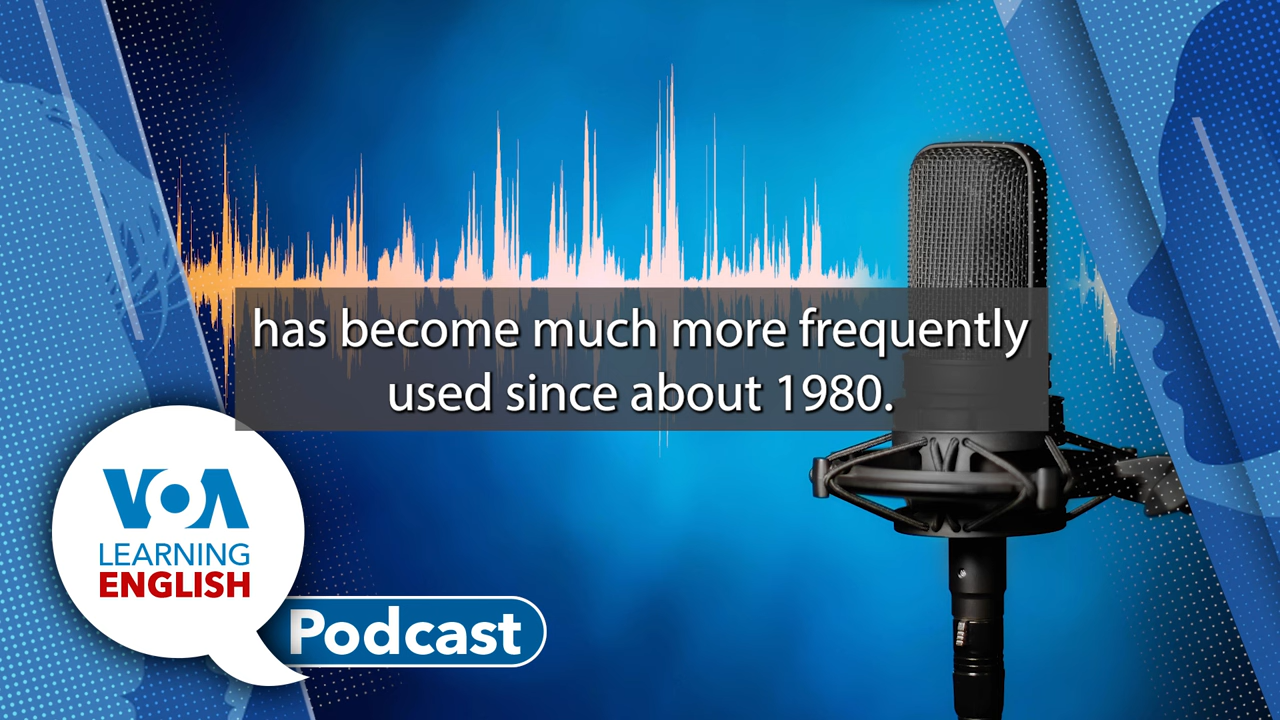 has become much more frequently
used since about 1980.
VOA
LEARNING
ENGLISH
Podcast